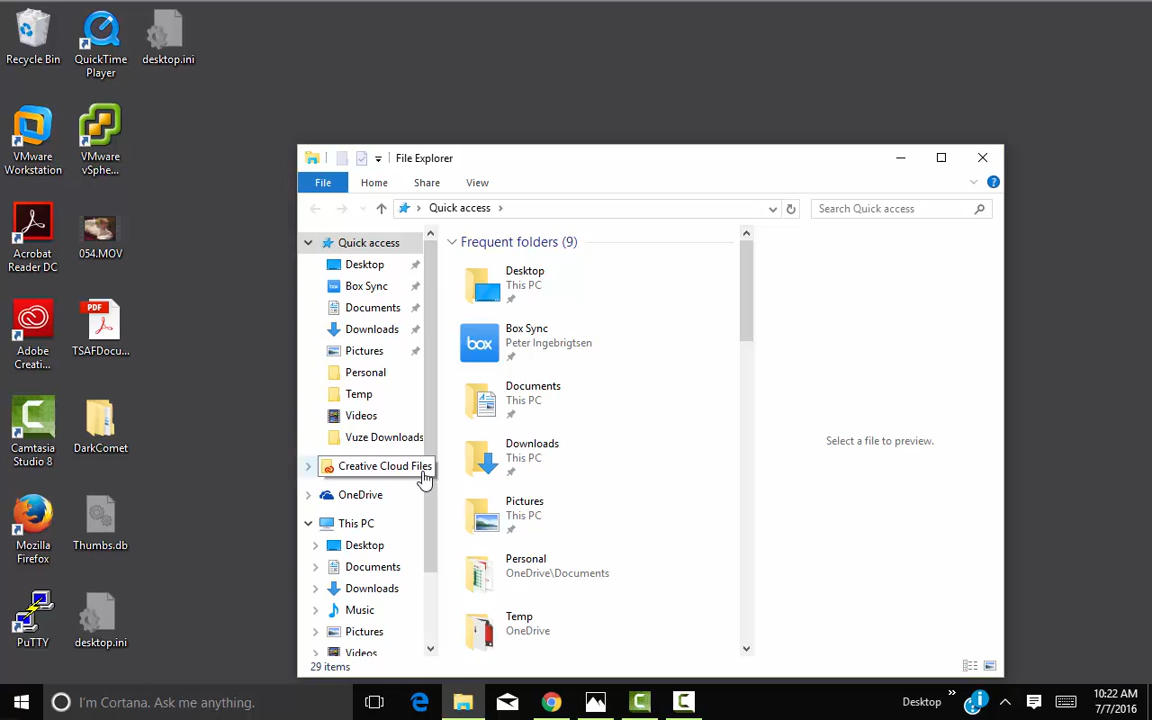 Recycle Bin
QuickTime
Player
desktop.ini
VMware
Workstation
VMware
vSphe...
Acrobat
Reader DC
054.MOV
Adobe
Creati...
PDF
TSAFDocu...
Camtasia
Studio 8
DarkComet
Mozilla
Firefox
Thumbs.db
PuTTY
desktop.ini
File Explorer
File
Home
Share
View
Quick access
Search Quick access
Quick access
Desktop
Box Sync
Documents
Downloads
Pictures
Personal
Temp
Videos
Vuze Downloads
Creative Cloud Files
OneDrive
This PC
Desktop
Documents
Downloads
Music
Pictures
Videos
Frequent folders (9)
Desktop
This PC
box
Box Sync
Peter Ingebrigtsen
Documents
This PC
Downloads
This PC
Pictures
This PC
Personal
OneDrive\Documents
Temp
OneDrive
Select a file to preview.
29 items
I'm Cortana. Ask me anything.
Desktop
10:22 AM
7/7/2016